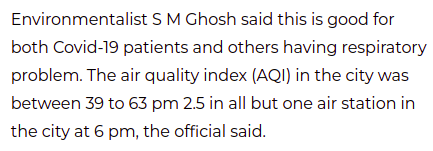 Environmentalist S M Ghosh said this is good for
both Covid-19 patients and others having respiratory
problem. The air quality index (AQI) in the city was
between 39 to 63 pm 2.5 in all but one air station in
the city at 6 pm, the official said.